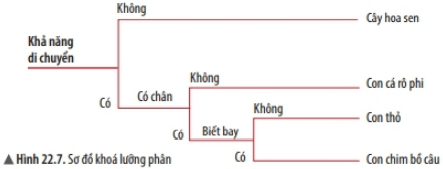 Không
Cây hoa sen
Khả năng
di chuyển
Không
Con cá rô phi
Có
Có chân
Không
Con thỏ
Có
Biết bay
Có
Con chim bồ câu
▲ Hình 22.7. Sơ đồ khoá lưỡng phân